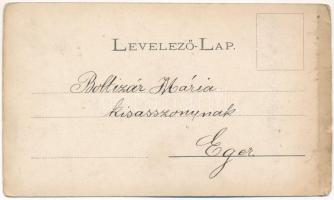 LEVELEZŐ-LAP.
Boltizár Mária
kisasszonynak
Eger.